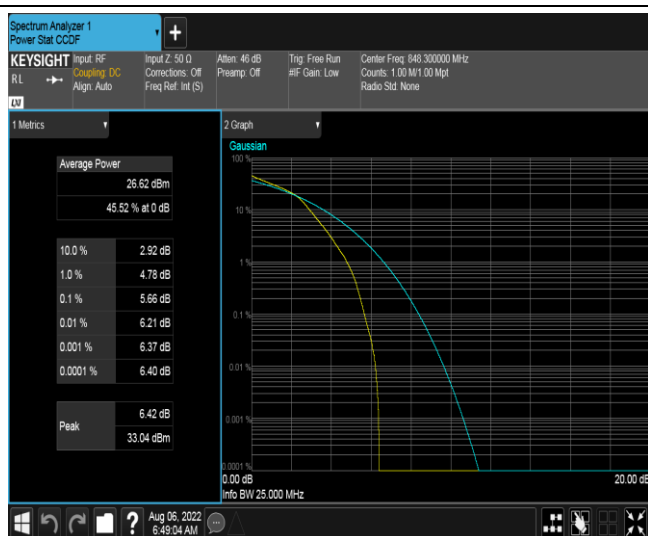 Spectrum Analyzer 1
Power Stat CCDF
+
KEYSIGHT
RL
LXI
Input: RF
Coupling: DC
Align: Auto
Input Z: 50 Ω
Corrections: Off
Freq Ref: Int (S)
Atten: 46 dB
Preamp: Off
Trig: Free Run
#IF Gain: Low
Center Freq: 848.300000 MHz
Counts: 1.00 M/1.00 Mpt
Radio Std: None
1 Metrics
Average Power
26.62 dBm
45.52 % at 0 dB
10.0 % 2.92 dB
1.0 % 4.78 dB
0.1 % 5.66 dB
0.01 % 6.21 dB
0.001 % 6.37 dB
0.0001 % 6.40 dB
Peak
6.42 dB
33.04 dBm
2 Graph
Gaussian
100 %
10 %
1 %
0.1 %
0.01 %
0.001 %
0.0001 %
0.00 dB
20.00 dB
Info BW 25.000 MHz
?
Aug 06, 2022
6:49:04 AM